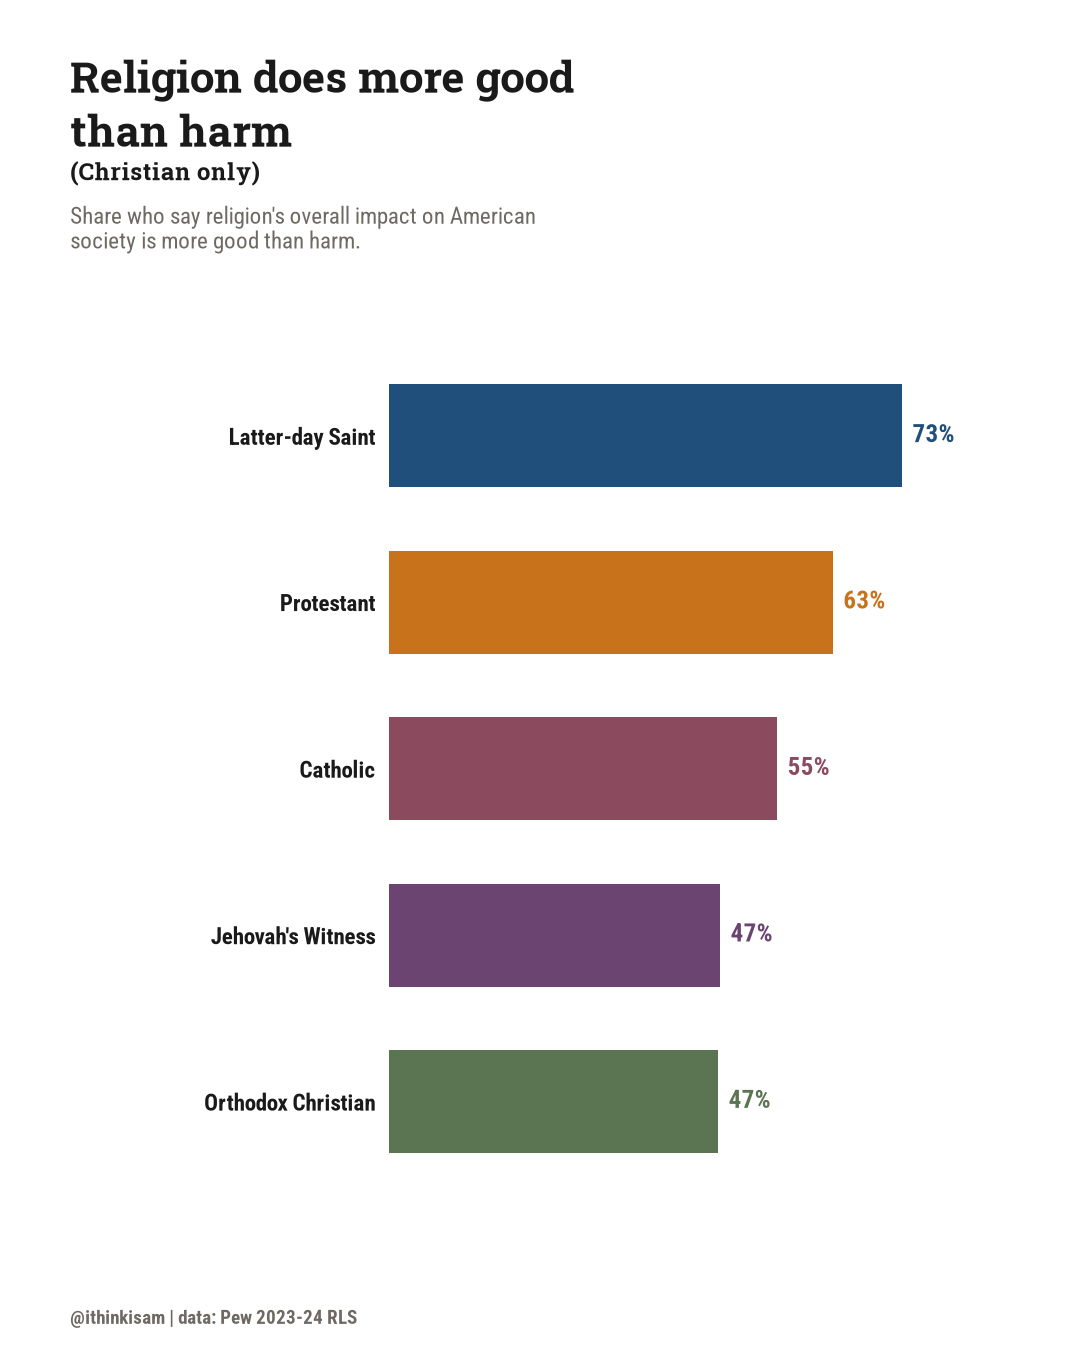 Religion does more good
than harm
(Christian only)
Share who say religion's overall impact on American
society is more good than harm.
Latter-day Saint
73%
Protestant
63%
Catholic
55%
Jehovah's Witness
47%
Orthodox Christian
47%
@ithinkisam | data: Pew 2023-24 RLS